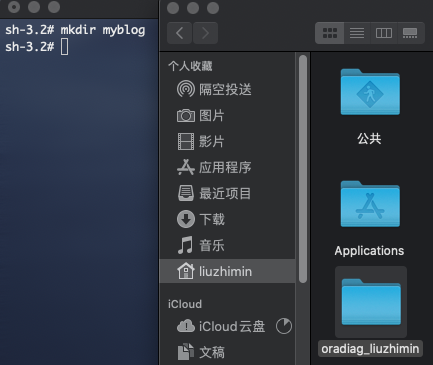 sh-3.2# mkdir myblog
sh-3.2#
个人收藏
隔空投送
图片
影片
应用程序
最近项目
下载
音乐
liuzhimin
iCloud
iCloud云盘
文稿
公共
Applications
oradiag_liuzhimin